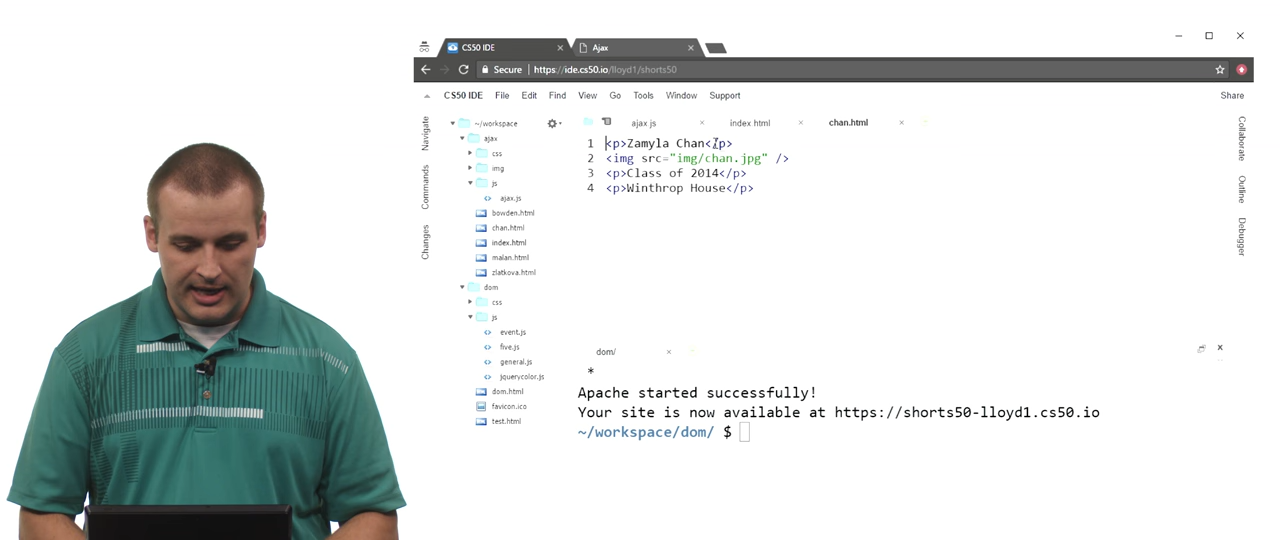 CS50 IDE
Ajax
Secure https://ide.cs50.io/lloyd1/shorts50
CS50 IDE File Edit Find View Go Tools Window Support Share
Navigate
Commands
Changes
~/workspace
ajax
css
img
js
ajax.js
bowden.html
chan.html
index.html
malan.html
zlatkova.html
dom
css
js
event.js
five.js
general.js
jquerycolor.js
dom.html
favicon.ico
test.html
ajax js index html chan.html
1 <p>Zamyla Chan</p>
2 <img src="img/chan.jpg" />
3 <p>Class of 2014</p>
4 <p>Winthrop House</p>
dom/
*
Apache started successfully!
Your site is now available at https://shorts50-lloyd1.cs50.io
~/workspace/dom/ $
Collaborate
Outline
Debugger